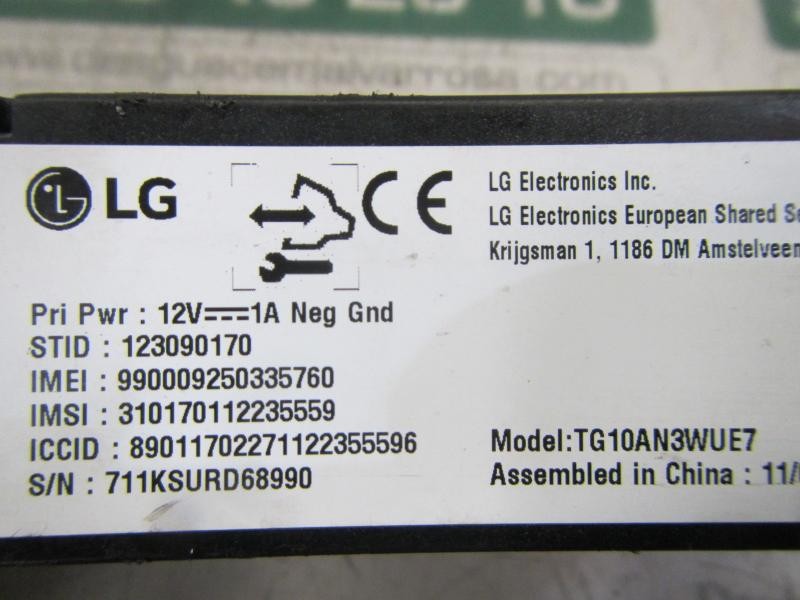 LG
CE
LG Electronics Inc.
LG Electronics European Shared
Krijgsman 1, 1186 DM Amstelveen
Pri Pwr : 12V⎓1A Neg Gnd
STID : 123090170
IMEI : 990009250335760
IMSI : 310170112235559
ICCID : 89011702271122355596
S/N : 711KSURD68990
Model:TG10AN3WUE7
Assembled in China : 11/